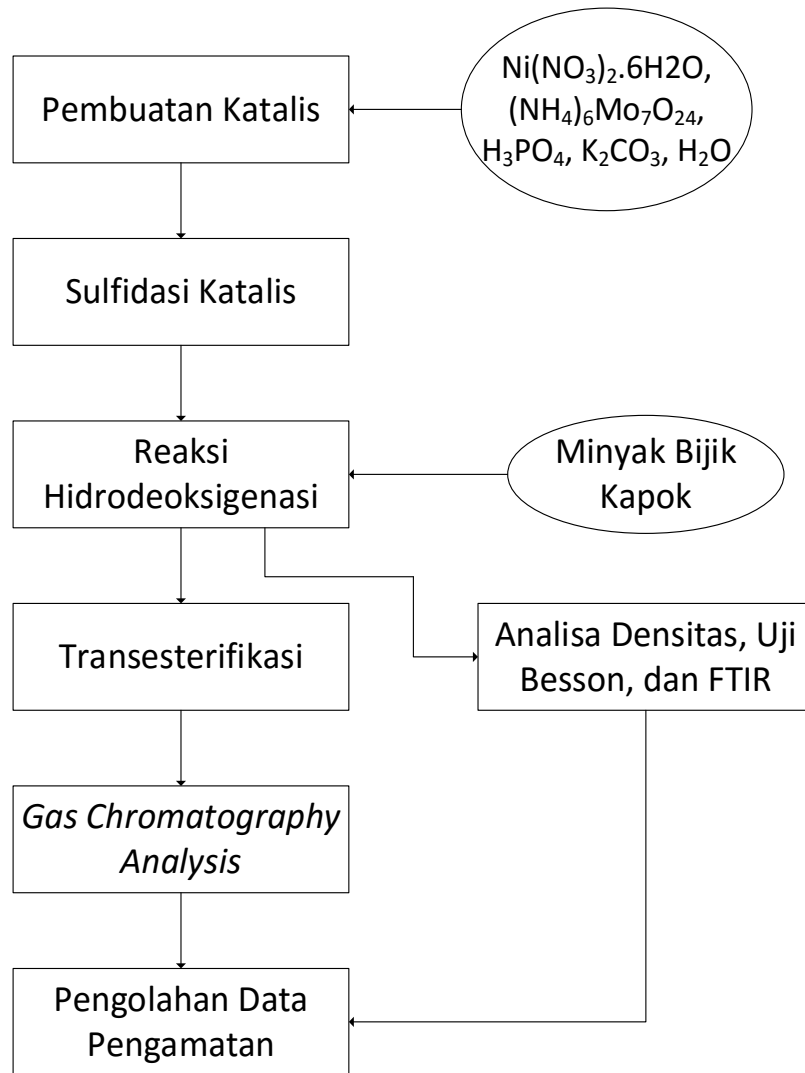 Pembuatan Katalis
Ni(NO₃)₂.6H2O,
(NH₄)₆Mo₇O₂₄,
H₃PO₄, K₂CO₃, H₂O
Sulfidasi Katalis
Reaksi
Hidrodeoksigenasi
Minyak Bijik
Kapok
Transesterifikasi
Analisa Densitas, Uji
Besson, dan FTIR
Gas Chromatography
Analysis
Pengolahan Data
Pengamatan